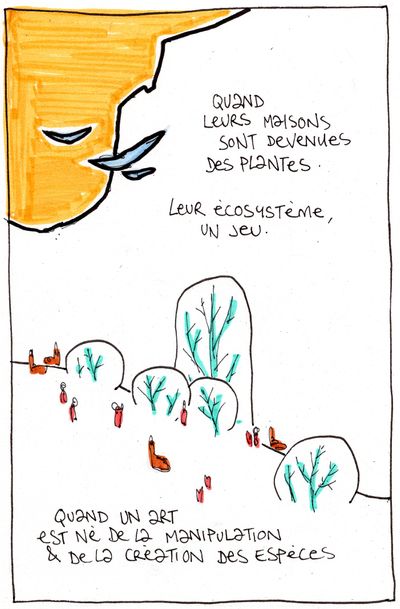 QUAND
LEURS MAISONS
SONT DEVENUES
DES PLANTES.
LEUR ÉCOSYSTÈME,
UN JEU.
QUAND UN ART
EST NÉ DE LA MANIPULATION
& DE LA CRÉATION DES ESPÈCES